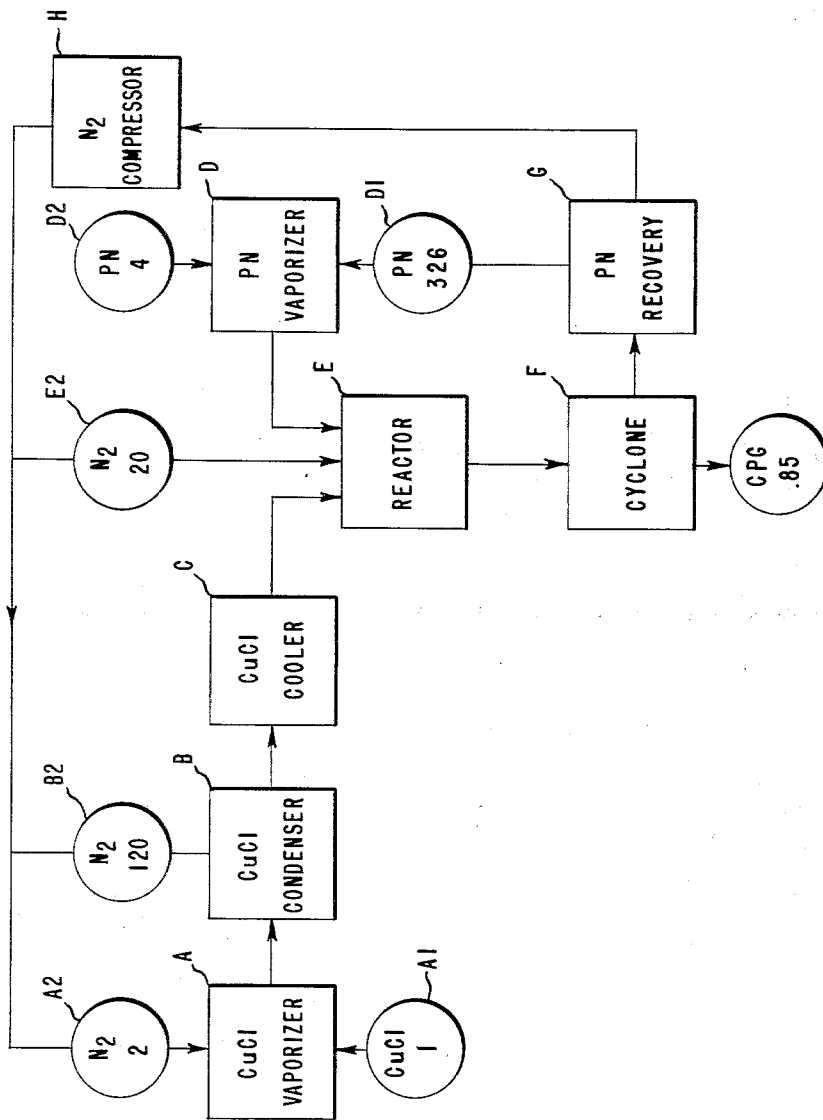 H
N2
COMPRESSOR
D2
PN
4
D
PN
VAPORIZER
D1
PN
326
G
PN
RECOVERY
E2
N2
20
E
REACTOR
F
CYCLONE
CPG
.85
C
CuCl
COOLER
B2
N2
120
B
CuCl
CONDENSER
A2
N2
2
A
CuCl
VAPORIZER
A1
CuCl
1